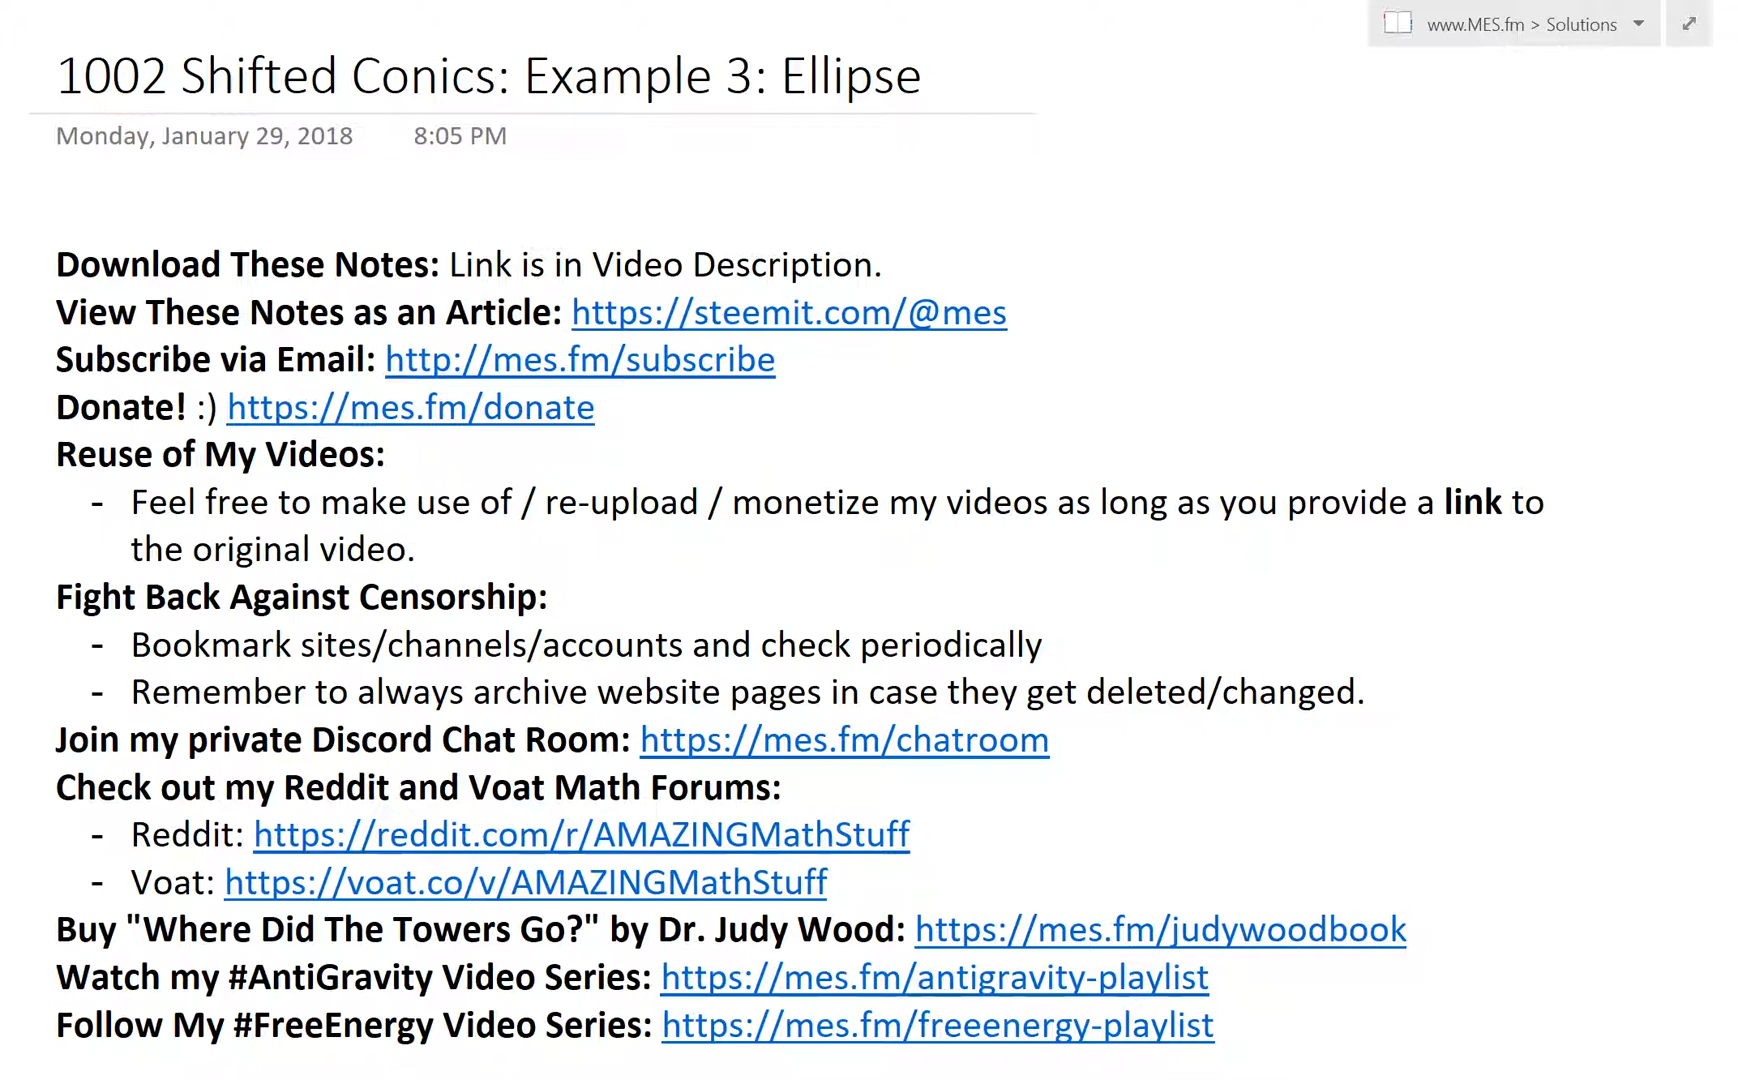 www.MES.fm > Solutions
1002 Shifted Conics: Example 3: Ellipse
Monday, January 29, 2018 8:05 PM
Download These Notes: Link is in Video Description.
View These Notes as an Article: https://steemit.com/@mes
Subscribe via Email: http://mes.fm/subscribe
Donate! :) https://mes.fm/donate
Reuse of My Videos:
- Feel free to make use of / re-upload / monetize my videos as long as you provide a link to
the original video.
Fight Back Against Censorship:
- Bookmark sites/channels/accounts and check periodically
- Remember to always archive website pages in case they get deleted/changed.
Join my private Discord Chat Room: https://mes.fm/chatroom
Check out my Reddit and Voat Math Forums:
- Reddit: https://reddit.com/r/AMAZINGMathStuff
- Voat: https://voat.co/v/AMAZINGMathStuff
Buy "Where Did The Towers Go?" by Dr. Judy Wood: https://mes.fm/judywoodbook
Watch my #AntiGravity Video Series: https://mes.fm/antigravity-playlist
Follow My #FreeEnergy Video Series: https://mes.fm/freeenergy-playlist